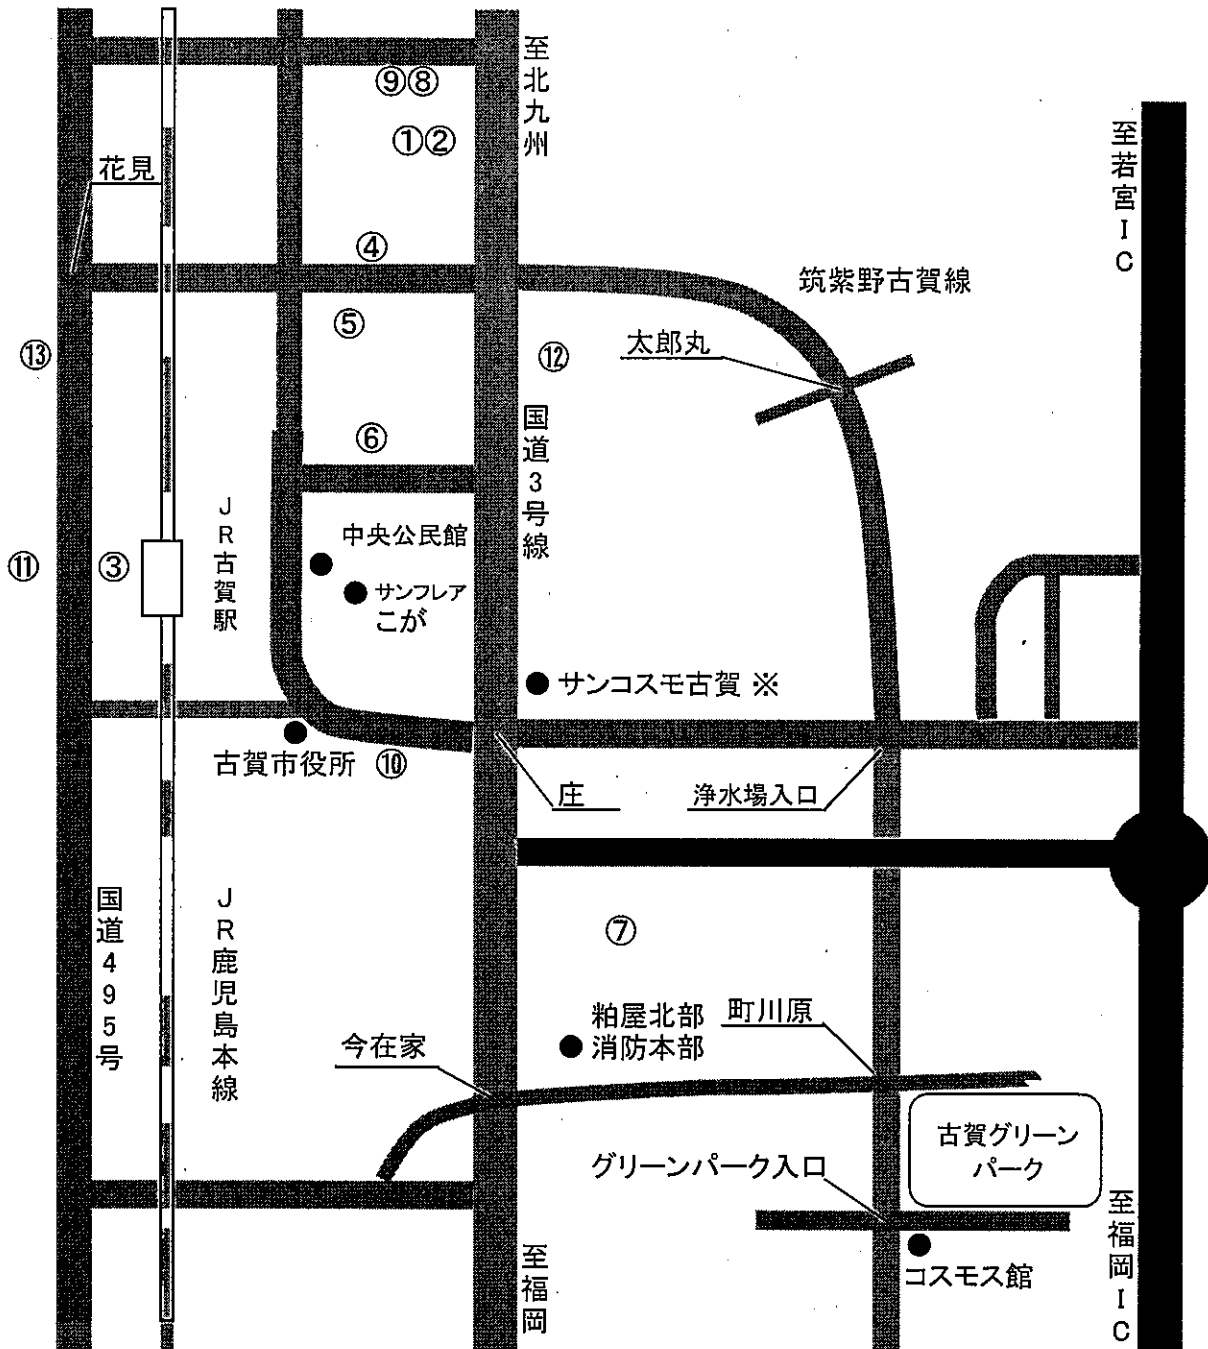 至北九州
⑨⑧
①②
至若宮IC
花見
④
筑紫野古賀線
⑤
太郎丸
⑬
⑫
国道3号線
⑥
JR古賀駅
中央公民館
⑪
③
サンフレア
こが
サンコスモ古賀 ※
古賀市役所
⑩
庄
浄水場入口
国道495号
JR鹿児島本線
⑦
粕屋北部
消防本部
町川原
今在家
古賀グリーン
パーク
グリーンパーク入口
至福岡IC
至福岡
コスモス館